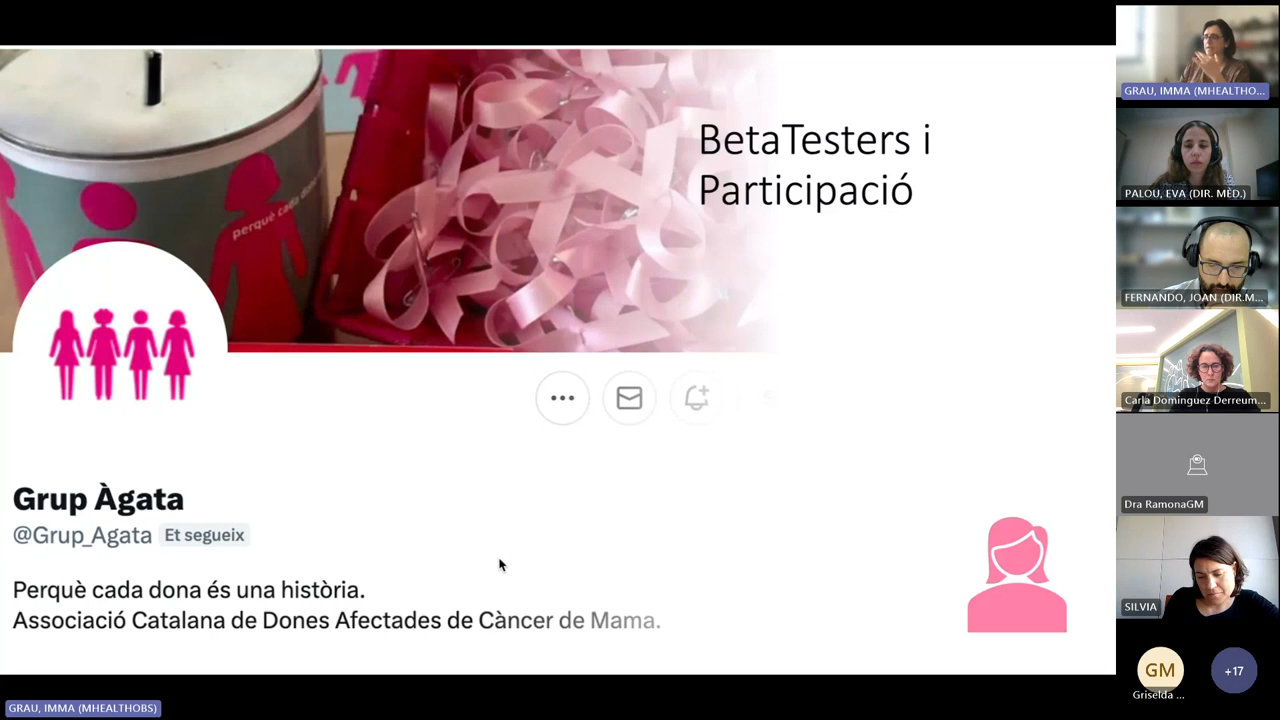 BetaTesters i
Participació
perquè cada dona
Grup Àgata
@Grup_Agata Et segueix
Perquè cada dona és una història.
Associació Catalana de Dones Afectades de Càncer de Mama.
GRAU, IMMA (MHEALTHOBS)
GRAU, IMMA (MHEALTHO...
PALOU, EVA (DIR. MÈD.)
FERNANDO, JOAN (DIR.M...
Carla Dominguez Derreum...
Dra RamonaGM
SILVIA
GM
+17
Griselda ...